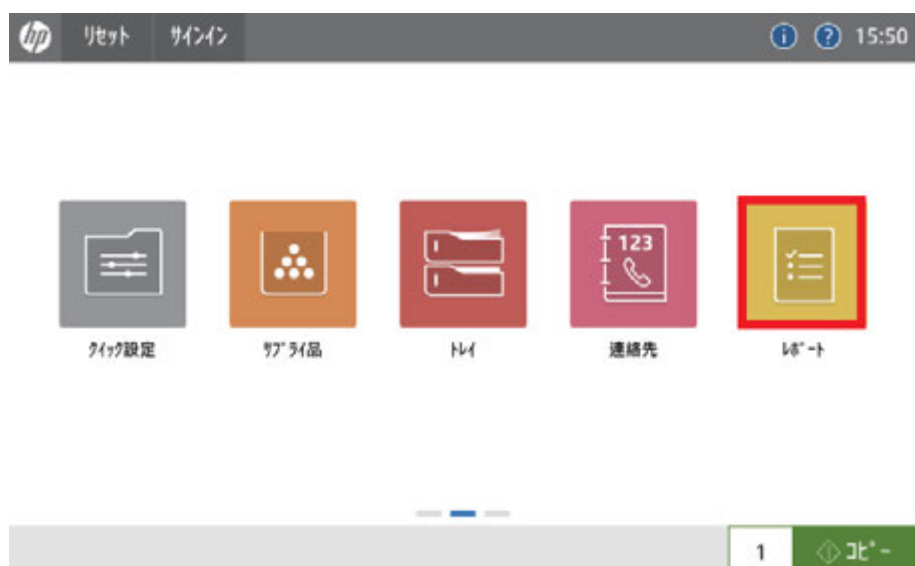 hp ﾘｾｯﾄ ｻｲﾝｲﾝ i ? 15:50
123
ｸｲｯｸ設定 ｻﾌﾟﾗｲ品 ﾄﾚｲ 連絡先 ﾚﾎﾟｰﾄ
1 ｺﾋﾟｰ